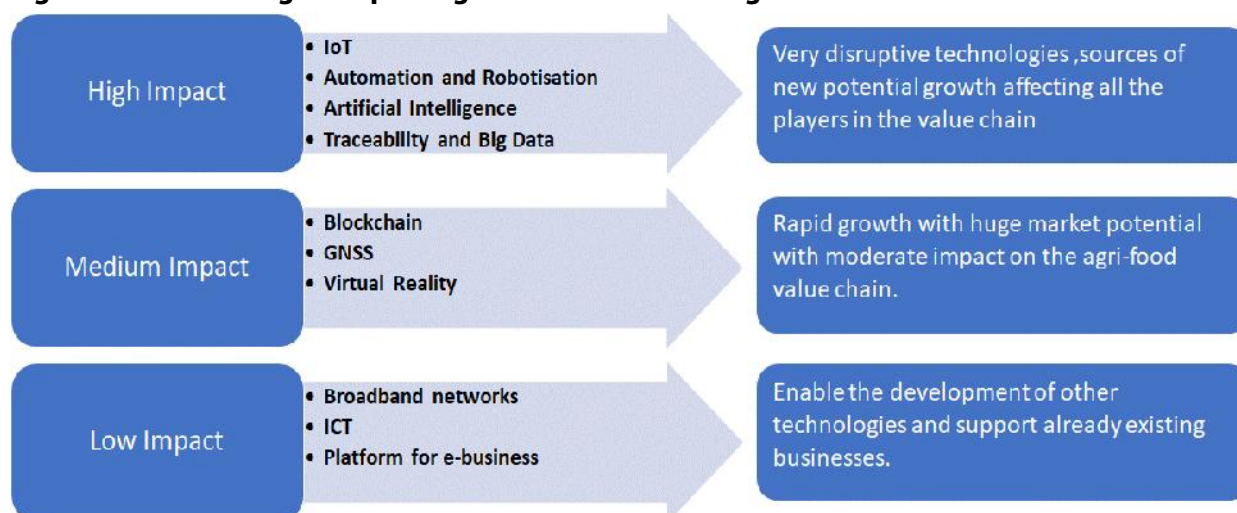 High Impact
• IoT
• Automation and Robotisation
• Artificial Intelligence
• Traceability and Big Data
Very disruptive technologies ,sources of
new potential growth affecting all the
players in the value chain
Medium Impact
• Blockchain
• GNSS
• Virtual Reality
Rapid growth with huge market potential
with moderate impact on the agri-food
value chain.
Low Impact
• Broadband networks
• ICT
• Platform for e-business
Enable the development of other
technologies and support already existing
businesses.